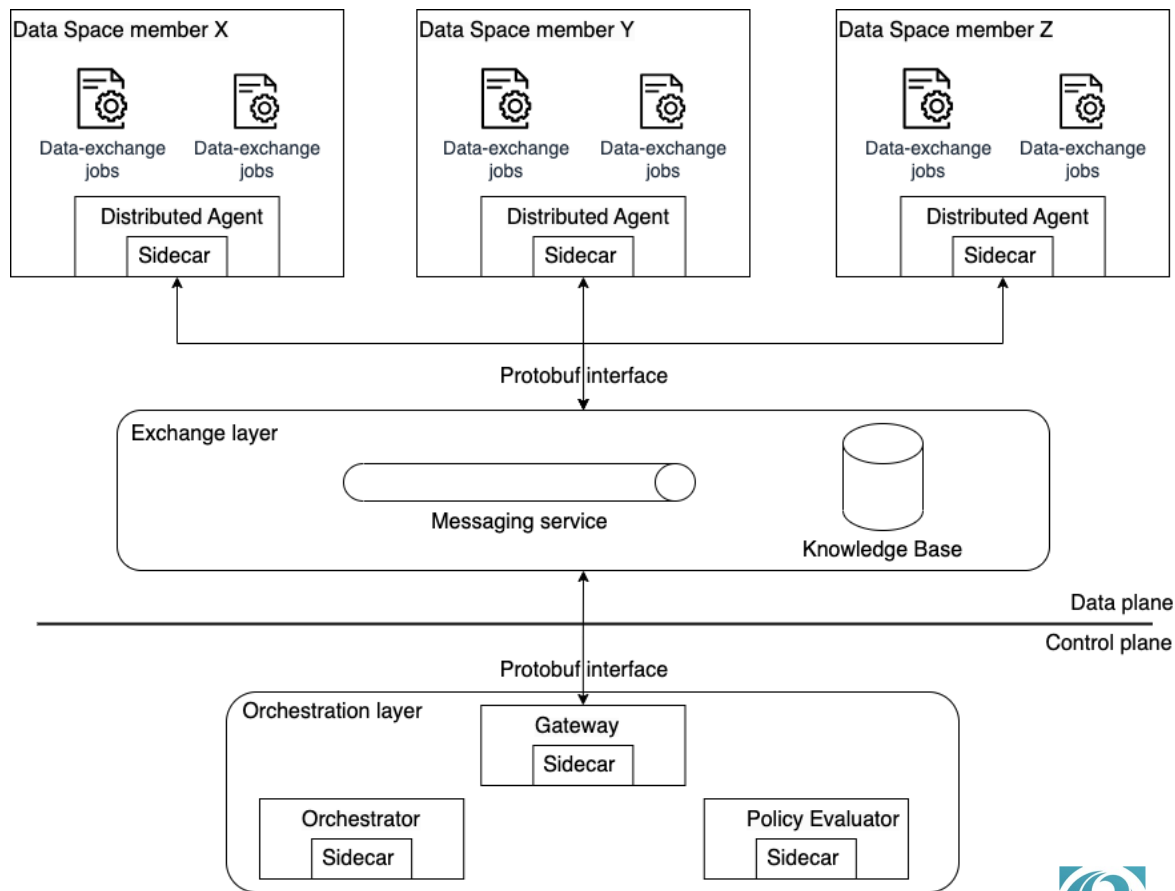 Data Space member X
Data-exchange
jobs
Data-exchange
jobs
Distributed Agent
Sidecar
Data Space member Y
Data-exchange
jobs
Data-exchange
jobs
Distributed Agent
Sidecar
Data Space member Z
Data-exchange
jobs
Data-exchange
jobs
Distributed Agent
Sidecar
Protobuf interface
Exchange layer
Messaging service
Knowledge Base
Data plane
Control plane
Protobuf interface
Orchestration layer
Gateway
Sidecar
Orchestrator
Sidecar
Policy Evaluator
Sidecar